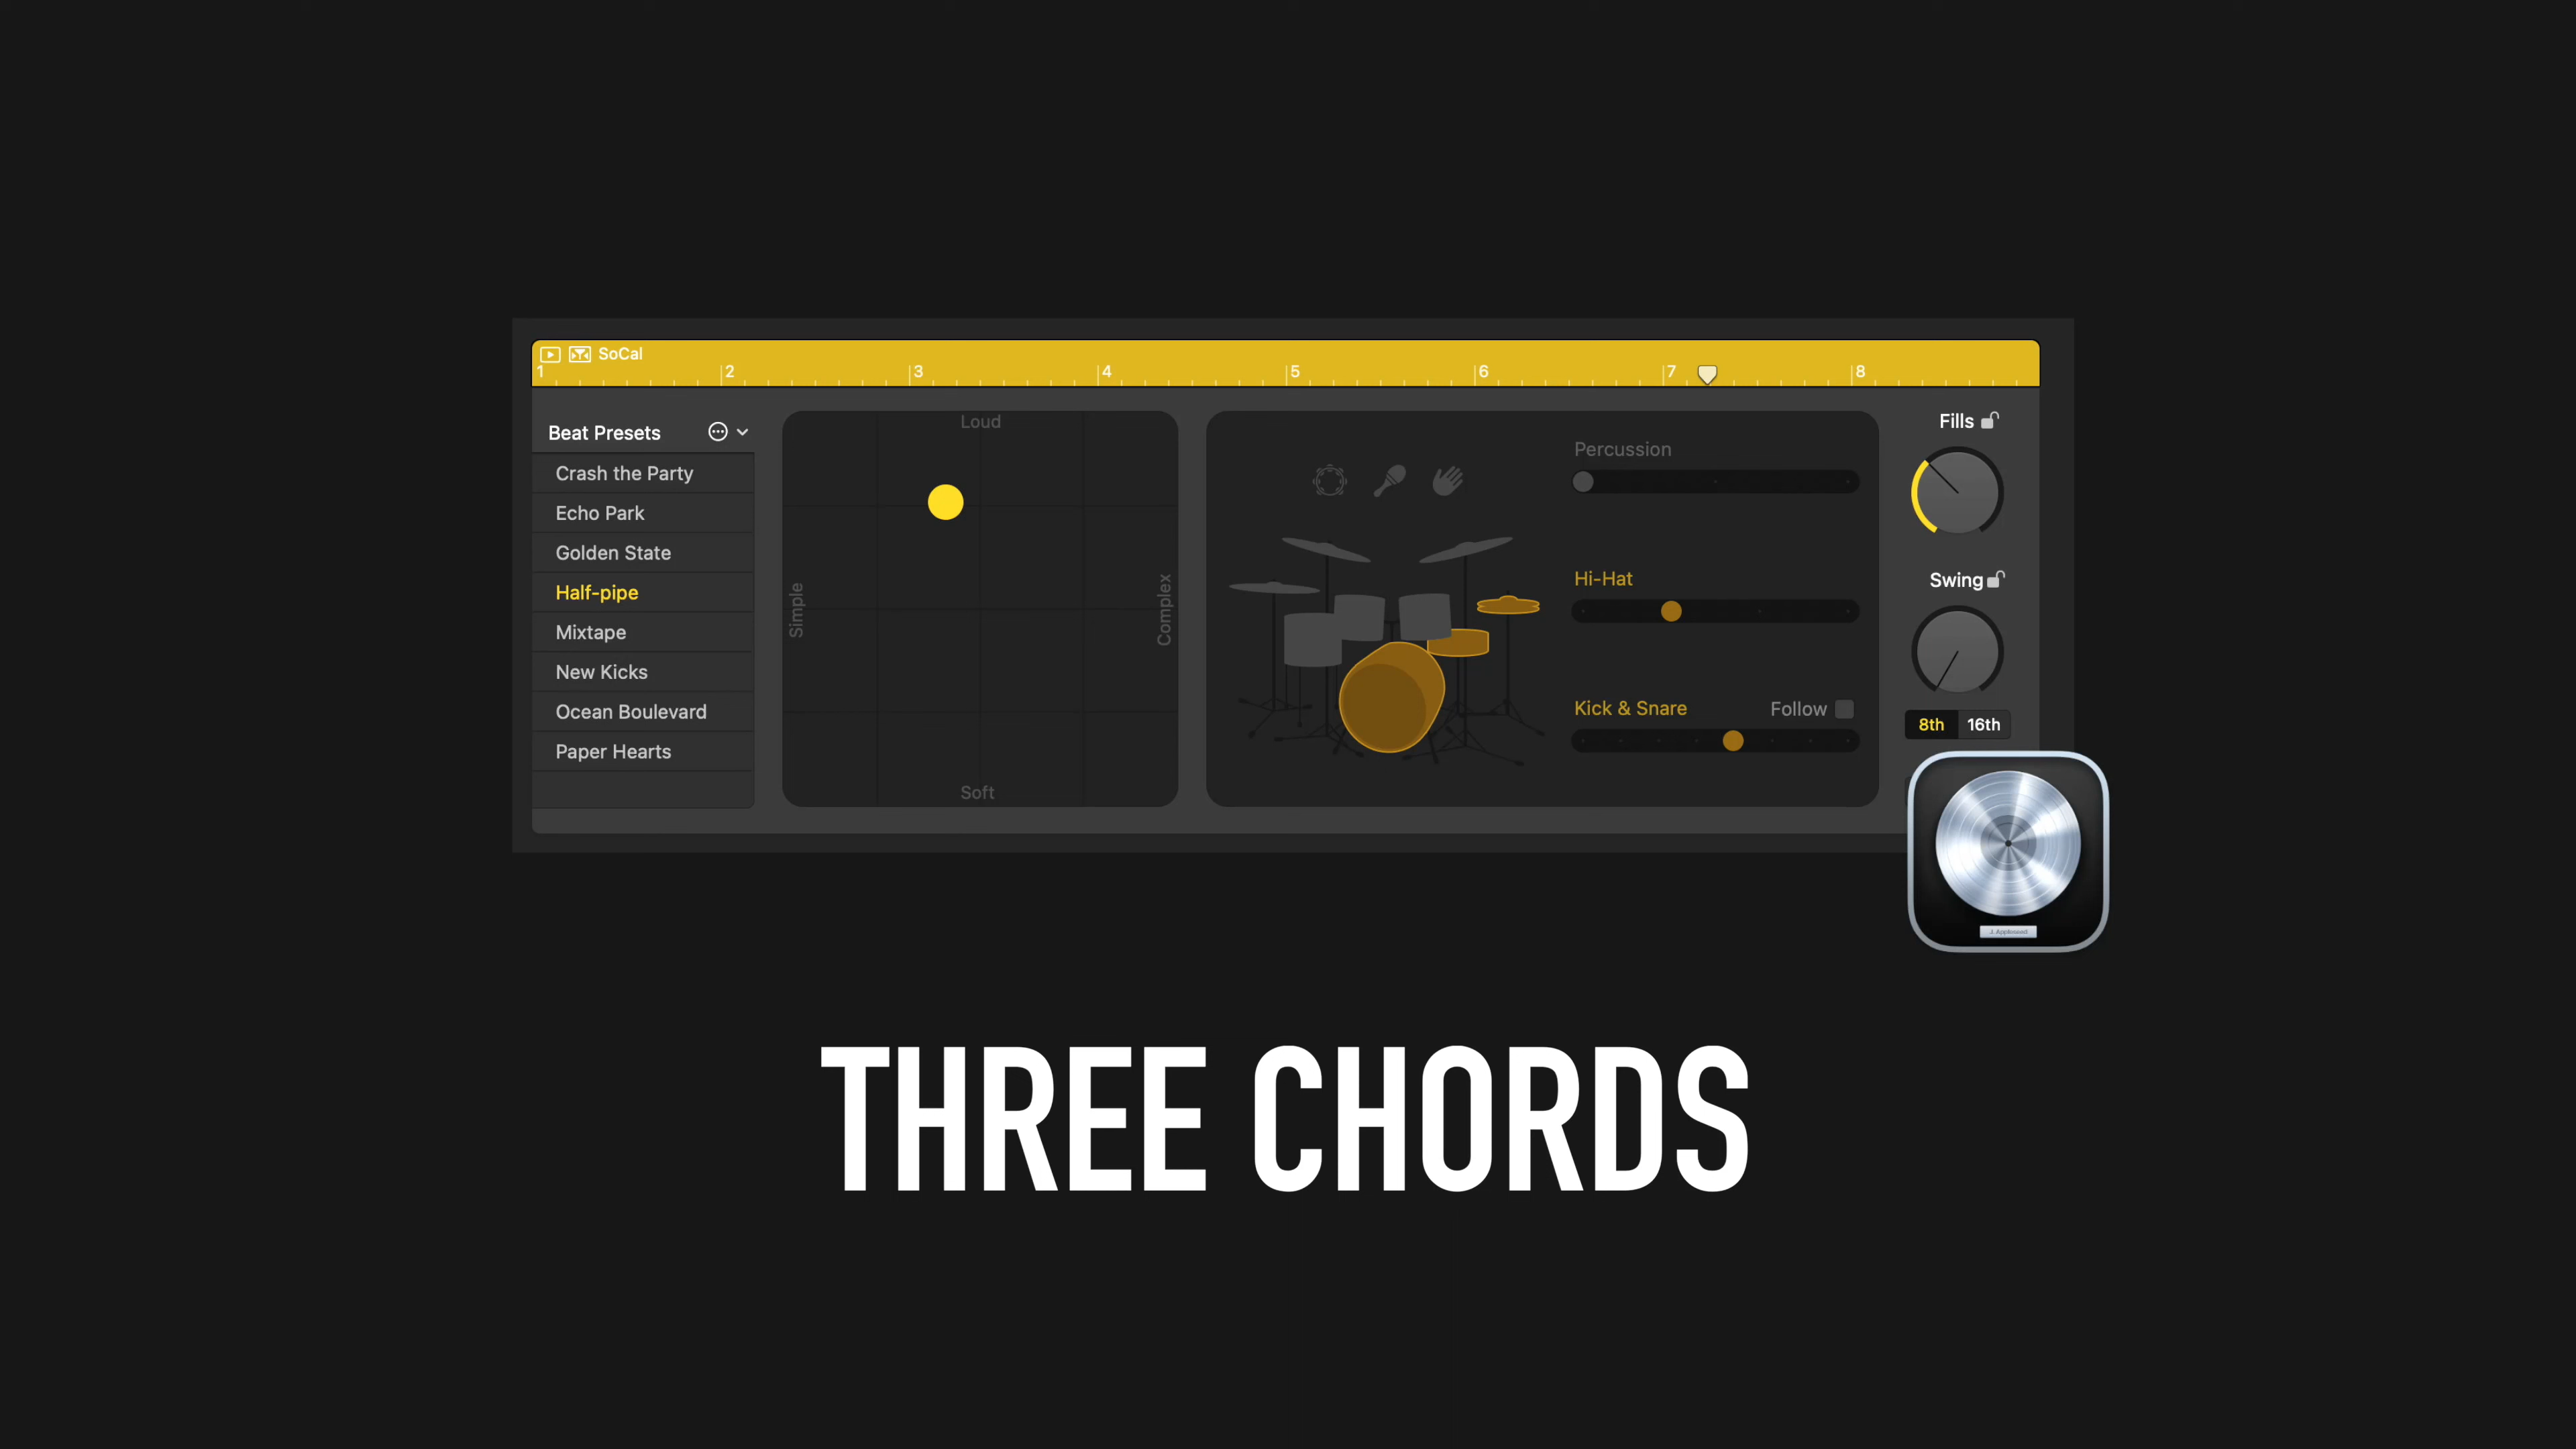 SoCal
1 2 3 4 5 6 7 8
Beat Presets
Crash the Party
Echo Park
Golden State
Half-pipe
Mixtape
New Kicks
Ocean Boulevard
Paper Hearts
Loud
Simple
Complex
Soft
Percussion
Hi-Hat
Kick & Snare Follow
Fills
Swing
8th 16th
J. Appleseed
THREE CHORDS